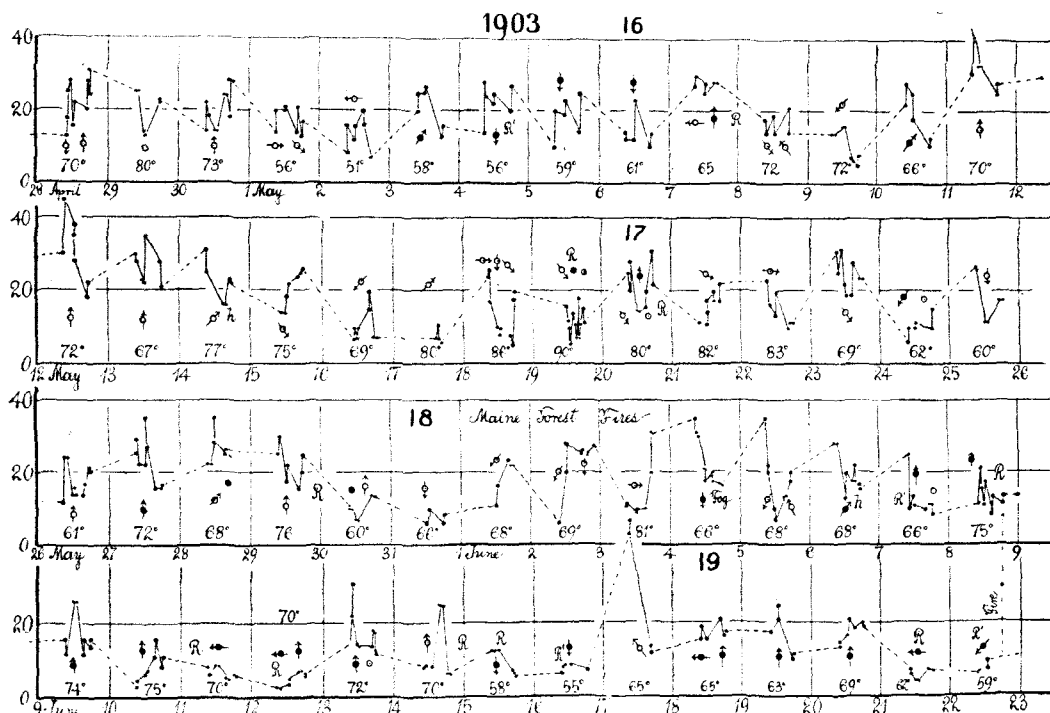 1903 16
40
20
0
70° 80° 73° 56° 51° 58° 56° R' 59° 61° 65 R 72 72° 66° 70°
28 April 29 30 1 May 2 3 4 5 6 7 8 9 10 11 12
17
40
20
0
R
h R
72° 67° 77° 75° 69° 80° 86° 90° 80° 82° 83° 69° 62° 60°
12 May 13 14 15 16 17 18 19 20 21 22 23 24 25 26
18 Maine Forest Fires
40
20
0
R Fog h R R
61° 72° 68° 76 60° 66° 68° 69° 81° 66° 68° 68° 66° 75°
26 May 27 28 29 30 31 1 June 2 3 4 5 6 7 8 9
19
20
0
70°
R R R R R' R R' Fire
74° 75° 70° 72° 70° 58° 55° 65° 65° 63° 69° 62° 59°
9 June 10 11 12 13 14 15 16 17 18 19 20 21 22 23